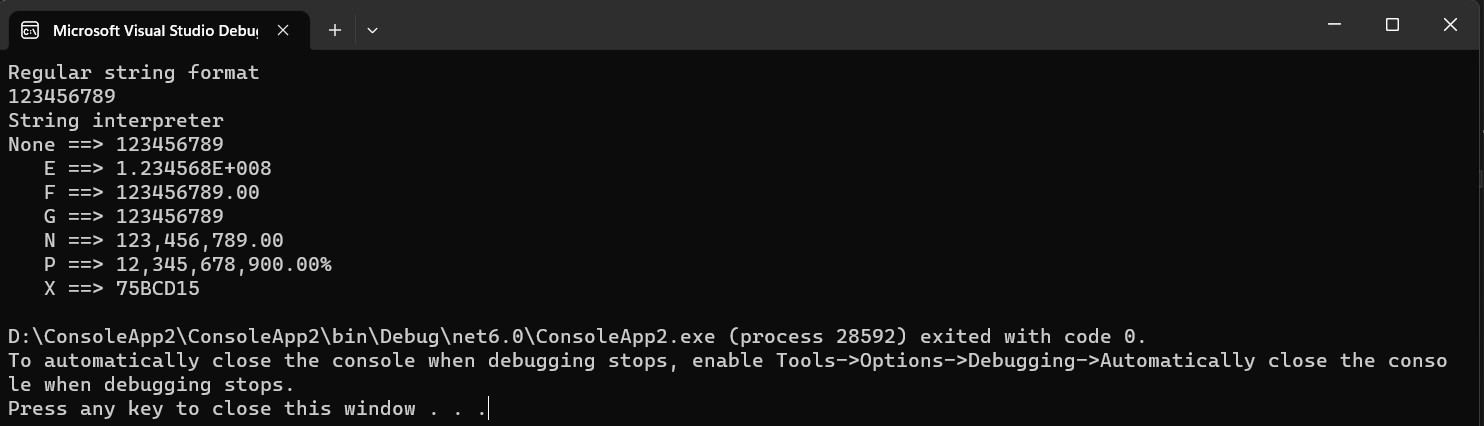 Microsoft Visual Studio Debu
Regular string format
123456789
String interpreter
None ==> 123456789
   E ==> 1.234568E+008
   F ==> 123456789.00
   G ==> 123456789
   N ==> 123,456,789.00
   P ==> 12,345,678,900.00%
   X ==> 75BCD15
D:\ConsoleApp2\ConsoleApp2\bin\Debug\net6.0\ConsoleApp2.exe (process 28592) exited with code 0.
To automatically close the console when debugging stops, enable Tools->Options->Debugging->Automatically close the conso
le when debugging stops.
Press any key to close this window . . .